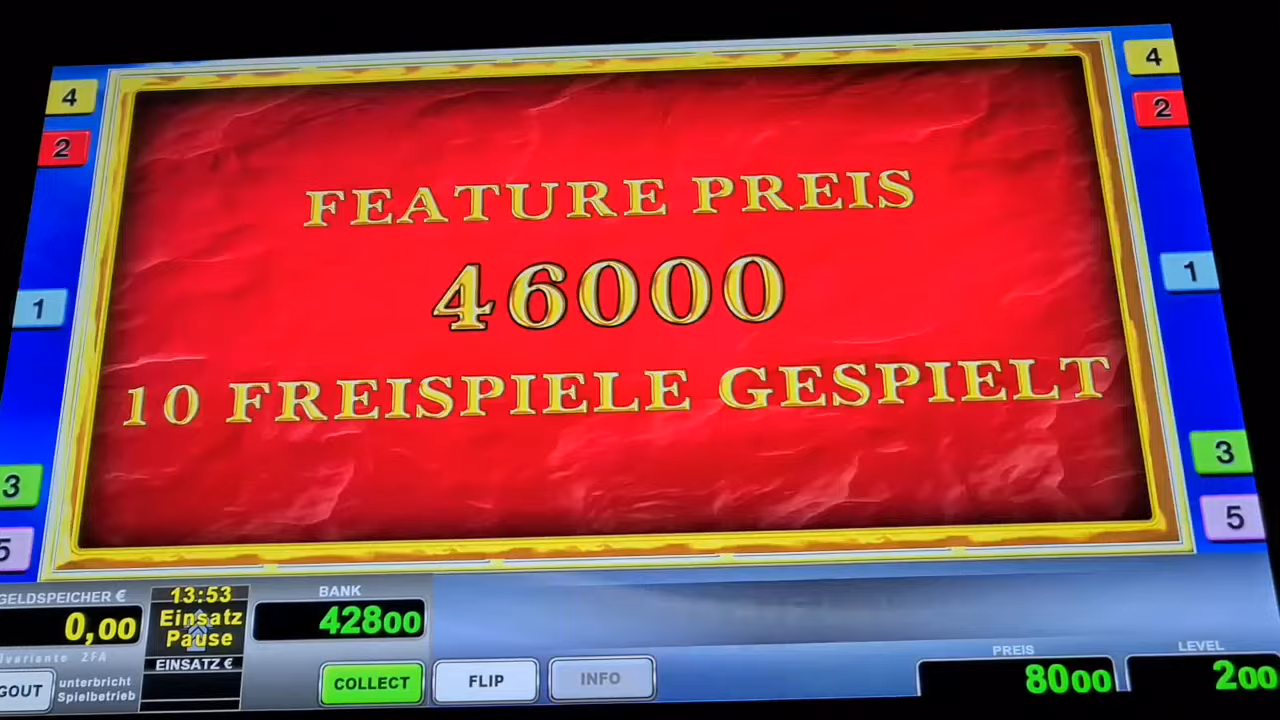 4
4
2
2
FEATURE PREIS
46000
1
1
10 FREISPIELE GESPIELT
3
3
5
5
GELDSPEICHER €
0,00
13:53
Einsatz
Pause
EINSATZ €
BANK
42800
2FA
GOUT
unterbricht
Spielbetrieb
COLLECT
FLIP
INFO
PREIS
8000
LEVEL
200